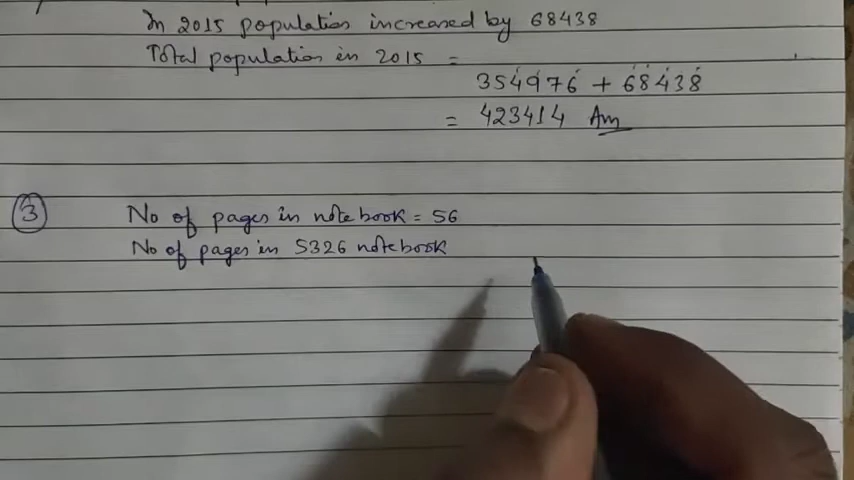 In 2015 population increased by 68438
Total population in 2015 =
354976 + 68438
= 423414 Ans
3 No of pages in notebook = 56
No of pages in 5326 notebook